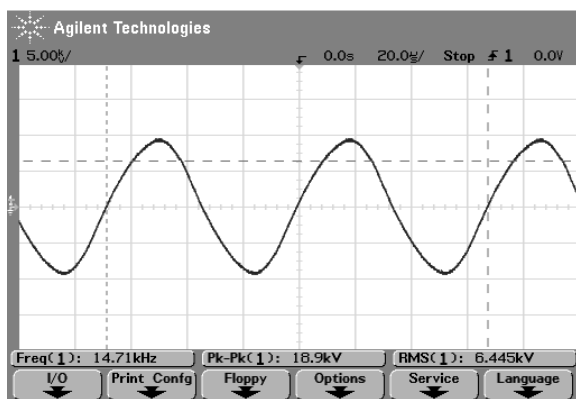 Agilent Technologies
1 5.00㎸/ 0.0s 20.0㎲/ Stop 1 0.0V
Freq(1): 14.71kHz Pk-Pk(1): 18.9kV RMS(1): 6.445kV
I/O Print Confg Floppy Options Service Language